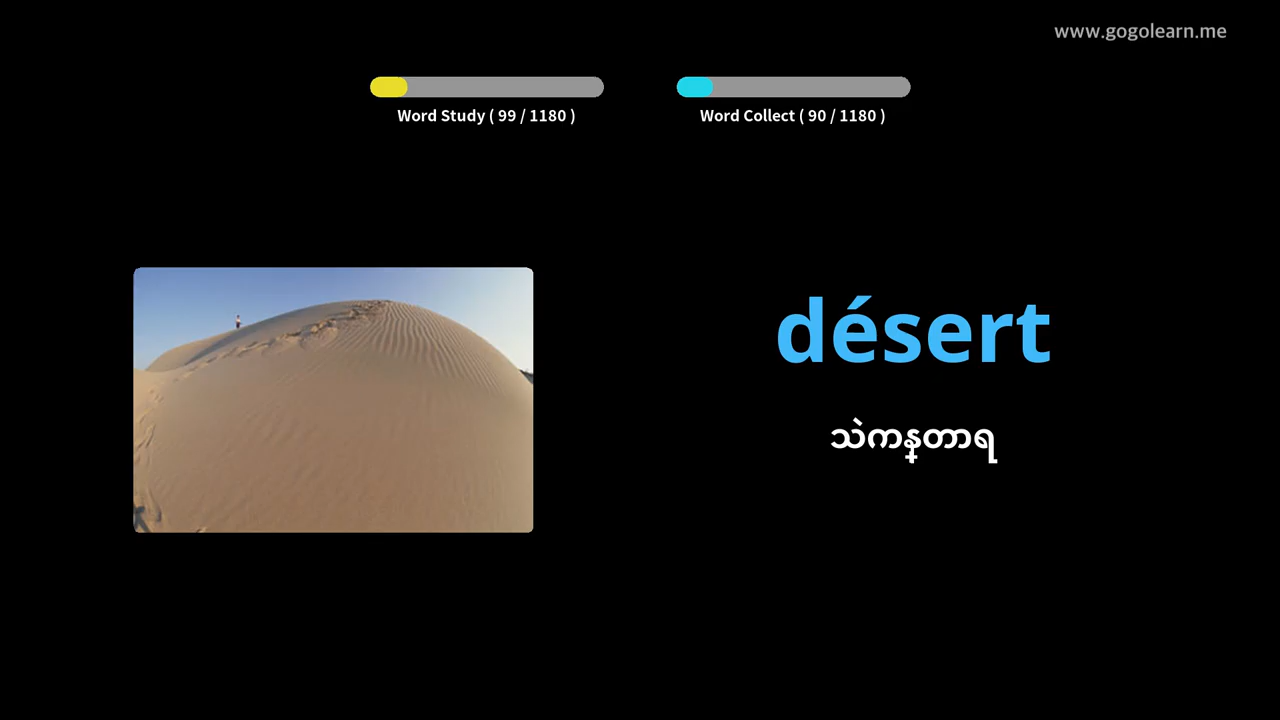 www.gogolearn.me
Word Study ( 99 / 1180 )
Word Collect ( 90 / 1180 )
désert
သဲကန္တာရ